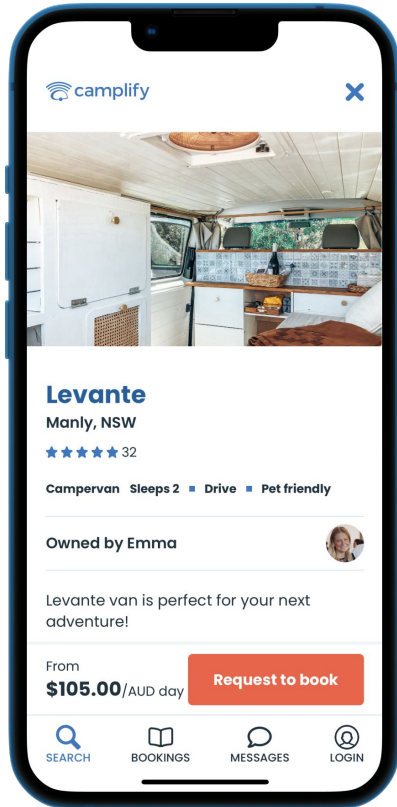 camplify
Levante
Manly, NSW
32
Campervan Sleeps 2 Drive Pet friendly
Owned by Emma
Levante van is perfect for your next
adventure!
From
$105.00/AUD day
Request to book
SEARCH BOOKINGS MESSAGES LOGIN